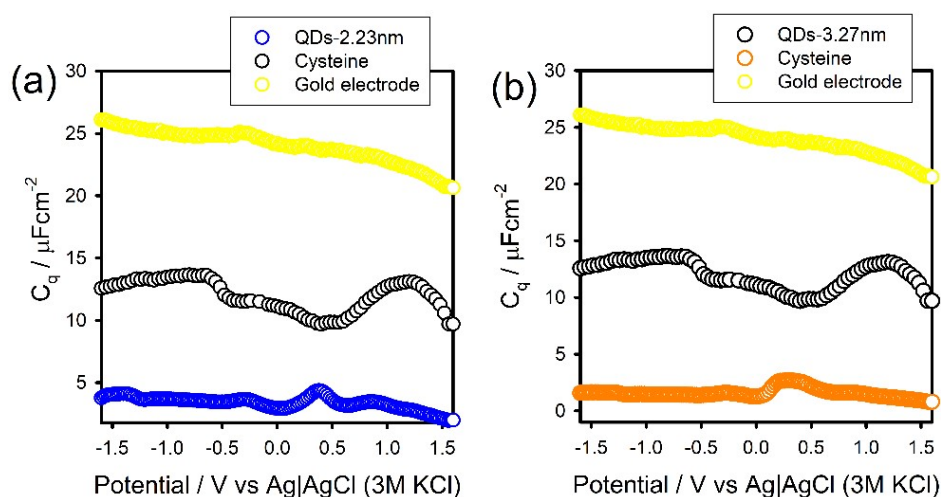 QDs-2.23nm
Cysteine
Gold electrode
(a)
30
25
20
15
10
5
Cq / μFcm-2
-1.5 -1.0 -0.5 0.0 0.5 1.0 1.5
Potential / V vs Ag|AgCl (3M KCl)
QDs-3.27nm
Cysteine
Gold electrode
(b)
30
25
20
15
10
5
0
Cq / μFcm-2
-1.5 -1.0 -0.5 0.0 0.5 1.0 1.5
Potential / V vs Ag|AgCl (3M KCl)